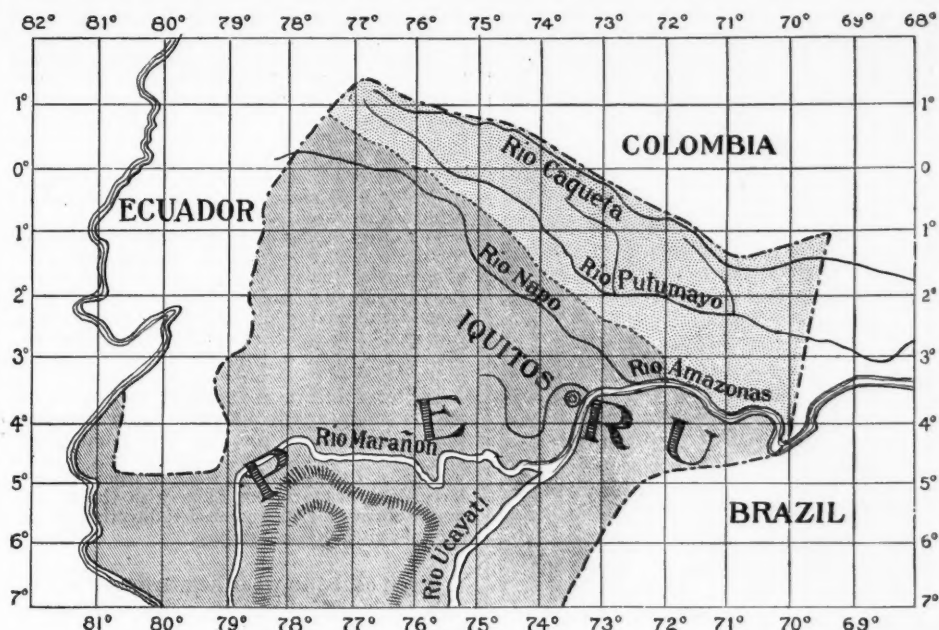 82° 81° 80° 79° 78° 77° 76° 75° 74° 73° 72° 71° 70° 69° 68°
1° 1°
COLOMBIA
Rio Caqueta
0° 0°
ECUADOR
1° 1°
Rio Napo
Rio Putumayo
2° 2°
IQUITOS
3° 3°
Rio Amazonas
4° 4°
PERU
Rio Marañon
5° 5°
Rio Ucayati
BRAZIL
6° 6°
7° 7°
81° 80° 79° 78° 77° 76° 75° 74° 73° 72° 71° 70° 69°